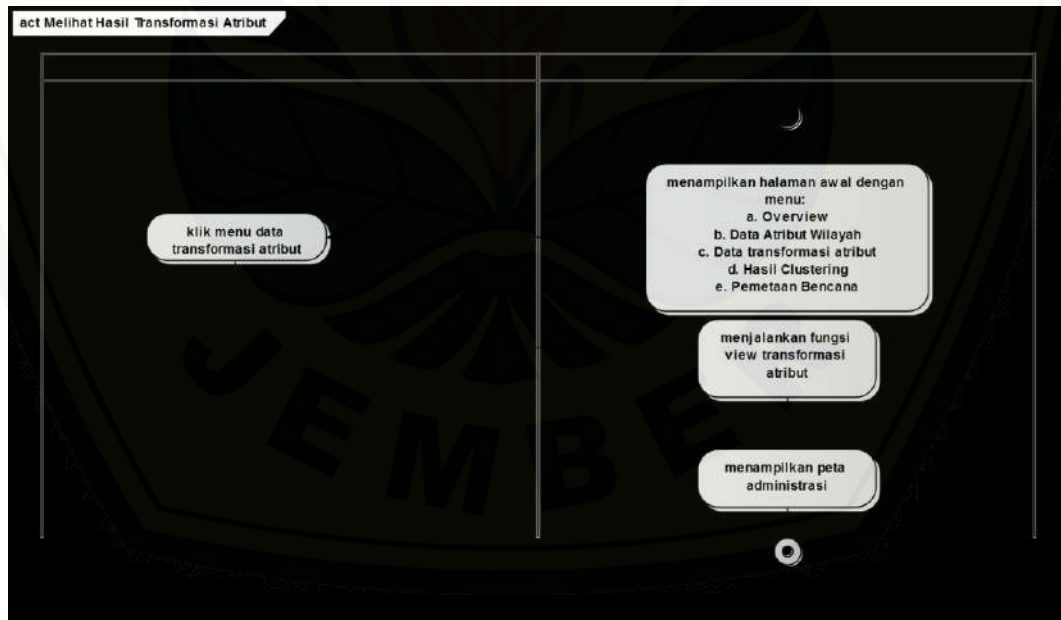 act Melihat Hasil Transformasi Atribut
klik menu data
transformasi atribut
menampilkan halaman awal dengan
menu:
a. Overview
b. Data Atribut Wilayah
c. Data transformasi atribut
d. Hasil Clustering
e. Pemetaan Bencana
menjalankan fungsi
view transformasi
atribut
menampilkan peta
administrasi
JEMBER